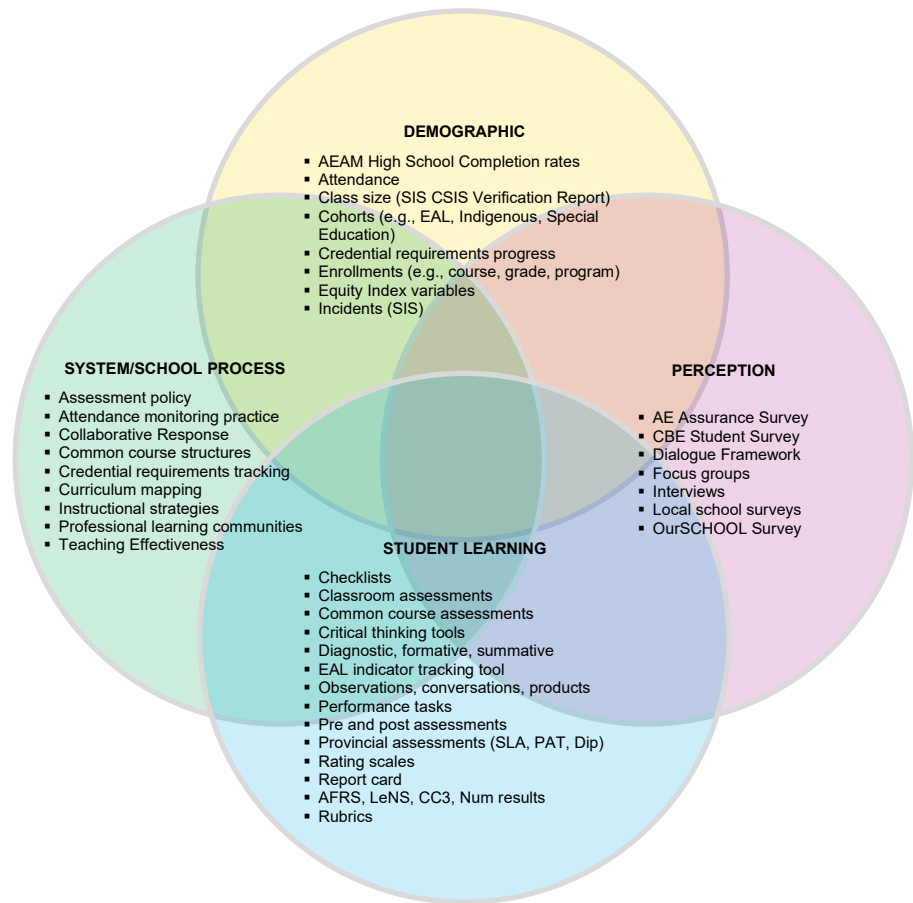 DEMOGRAPHIC
▪ AEAM High School Completion rates
▪ Attendance
▪ Class size (SIS CSIS Verification Report)
▪ Cohorts (e.g., EAL, Indigenous, Special
Education)
▪ Credential requirements progress
▪ Enrollments (e.g., course, grade, program)
▪ Equity Index variables
▪ Incidents (SIS)
SYSTEM/SCHOOL PROCESS
▪ Assessment policy
▪ Attendance monitoring practice
▪ Collaborative Response
▪ Common course structures
▪ Credential requirements tracking
▪ Curriculum mapping
▪ Instructional strategies
▪ Professional learning communities
▪ Teaching Effectiveness
PERCEPTION
▪ AE Assurance Survey
▪ CBE Student Survey
▪ Dialogue Framework
▪ Focus groups
▪ Interviews
▪ Local school surveys
▪ OurSCHOOL Survey
STUDENT LEARNING
▪ Checklists
▪ Classroom assessments
▪ Common course assessments
▪ Critical thinking tools
▪ Diagnostic, formative, summative
▪ EAL indicator tracking tool
▪ Observations, conversations, products
▪ Performance tasks
▪ Pre and post assessments
▪ Provincial assessments (SLA, PAT, Dip)
▪ Rating scales
▪ Report card
▪ AFRS, LeNS, CC3, Num results
▪ Rubrics